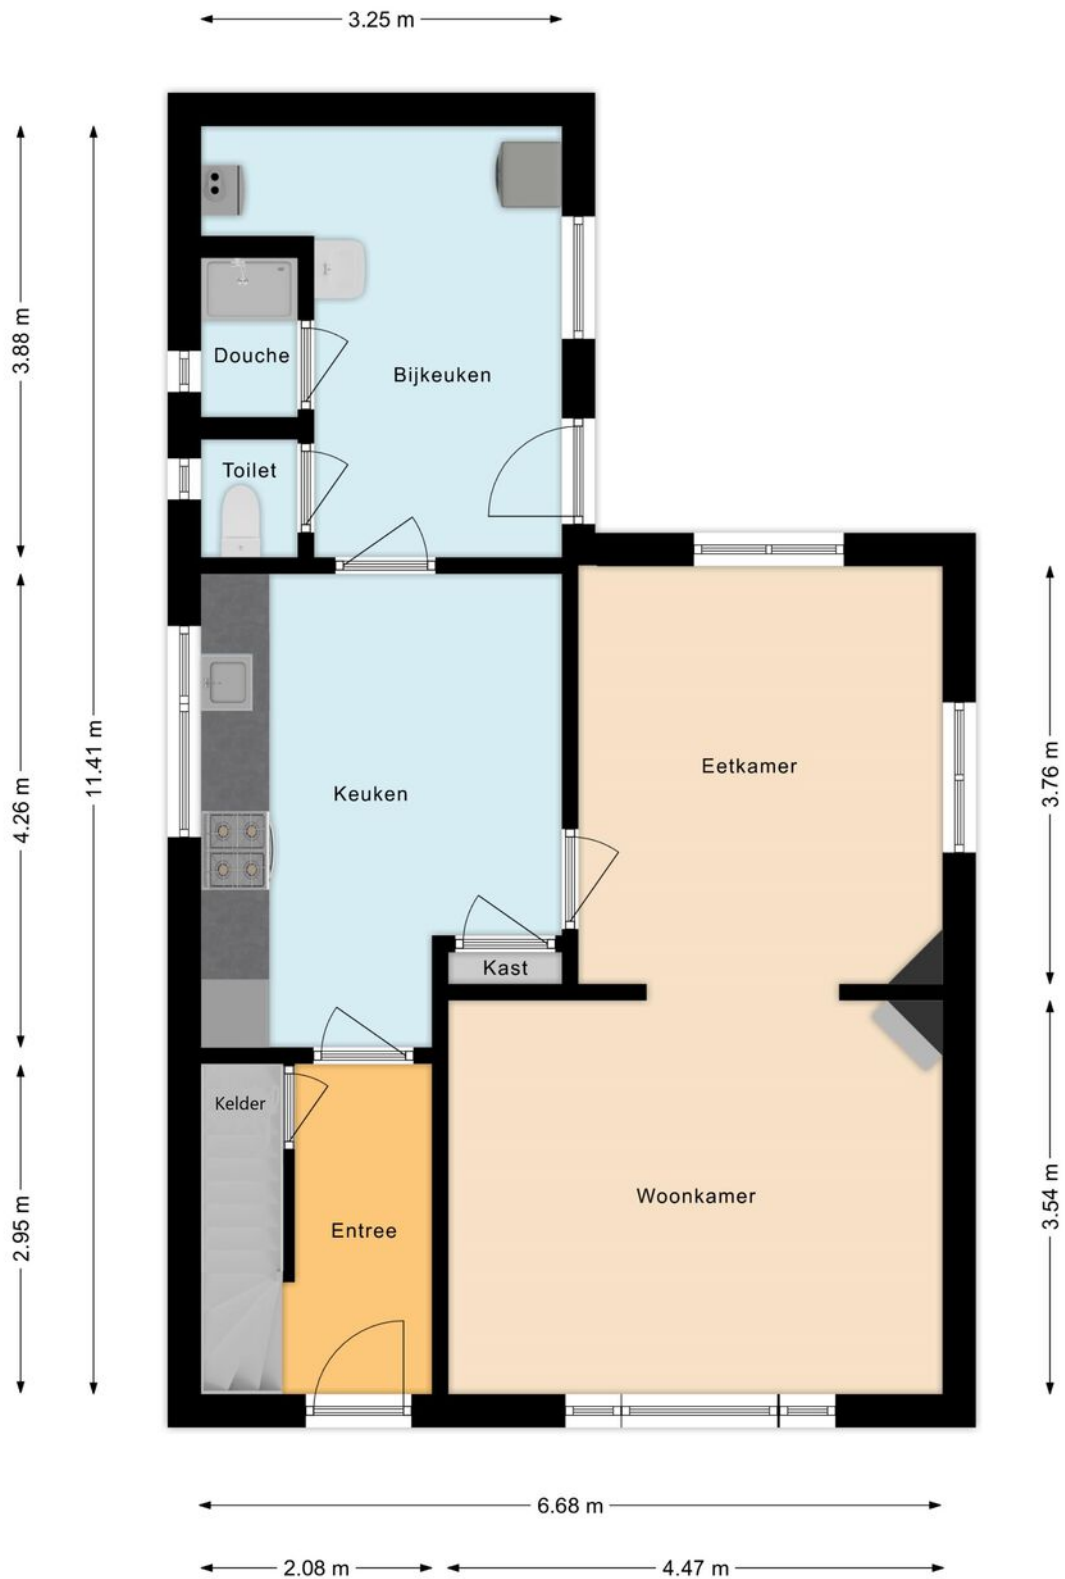 3.25 m
3.88 m
11.41 m
Douche
Bijkeuken
Toilet
4.26 m
Keuken
Eetkamer
3.76 m
Kast
Kelder
2.95 m
Entree
Woonkamer
3.54 m
6.68 m
2.08 m
4.47 m